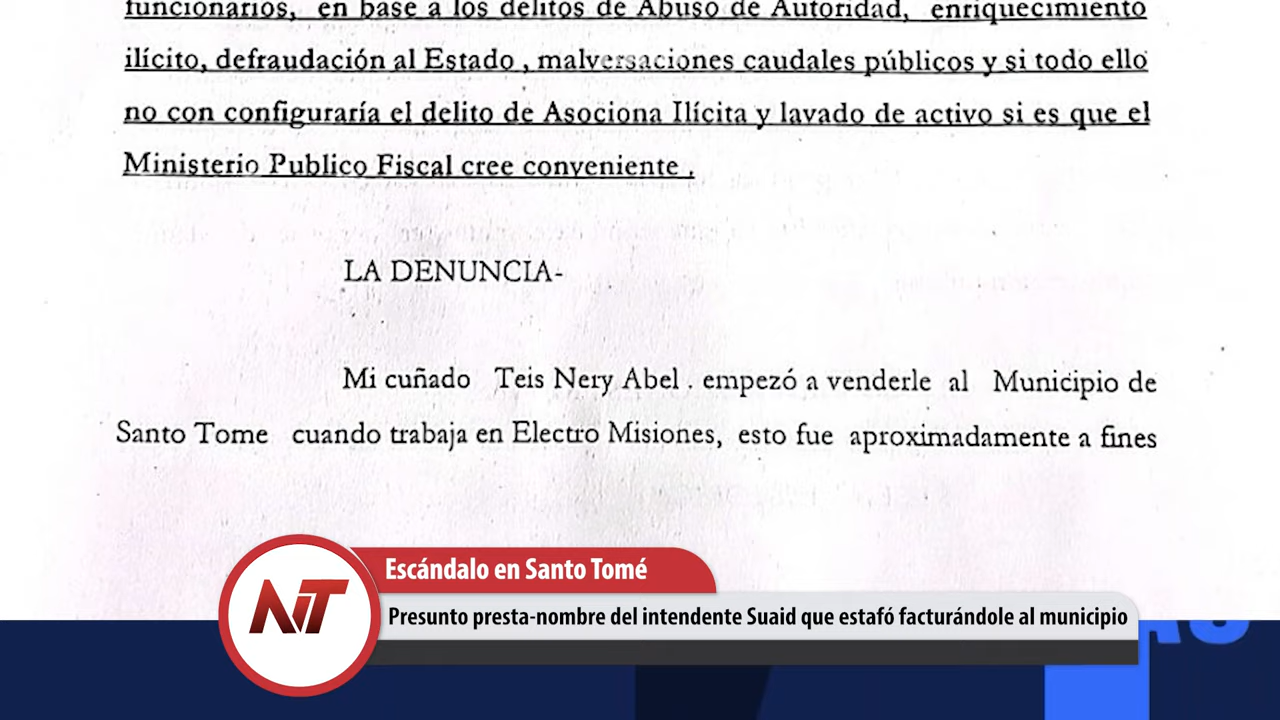 funcionarios, en base a los delitos de Abuso de Autoridad, enriquecimiento
ilícito, defraudación al Estado , malversaciones caudales públicos y si todo ello
no con configuraría el delito de Asociona Ilícita y lavado de activo si es que el
Ministerio Publico Fiscal cree conveniente .
LA DENUNCIA-
Mi cuñado Teis Nery Abel . empezó a venderle al Municipio de
Santo Tome cuando trabaja en Electro Misiones, esto fue aproximadamente a fines
NT
Escándalo en Santo Tomé
Presunto presta-nombre del intendente Suaid que estafó facturándole al municipio